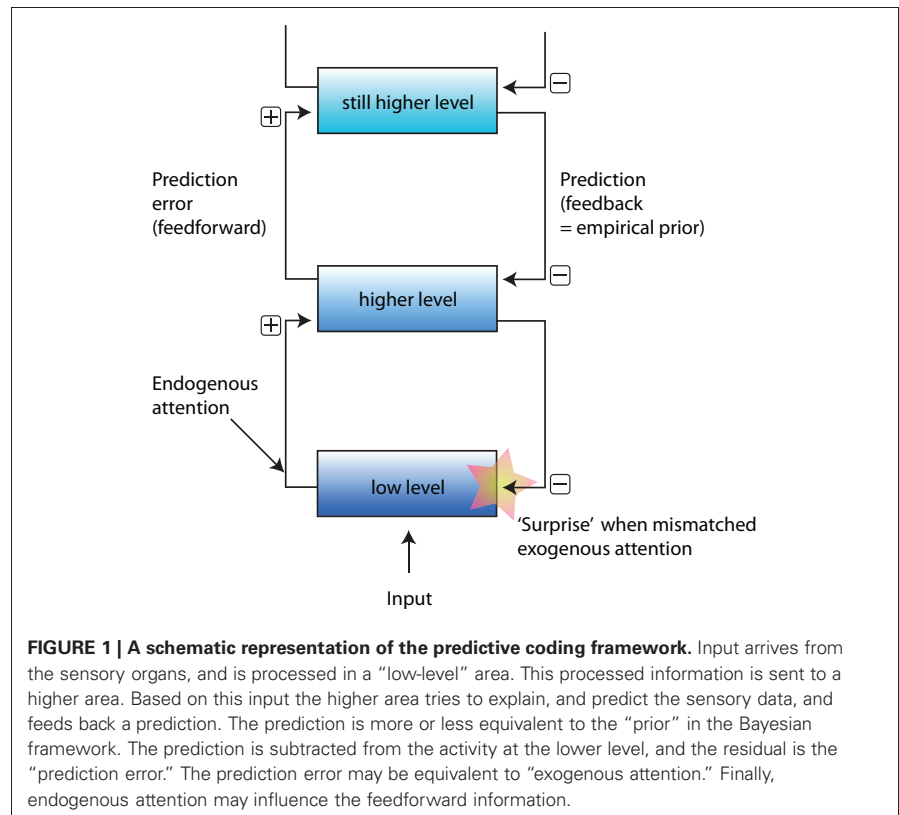 still higher level
−
+
Prediction
error
(feedforward)
Prediction
(feedback
= empirical prior)
higher level
−
+
Endogenous
attention
low level
−
'Surprise' when mismatched
exogenous attention
Input
FIGURE 1 | A schematic representation of the predictive coding framework. Input arrives from
the sensory organs, and is processed in a “low-level” area. This processed information is sent to a
higher area. Based on this input the higher area tries to explain, and predict the sensory data, and
feeds back a prediction. The prediction is more or less equivalent to the “prior” in the Bayesian
framework. The prediction is subtracted from the activity at the lower level, and the residual is the
“prediction error.” The prediction error may be equivalent to “exogenous attention.” Finally,
endogenous attention may influence the feedforward information.